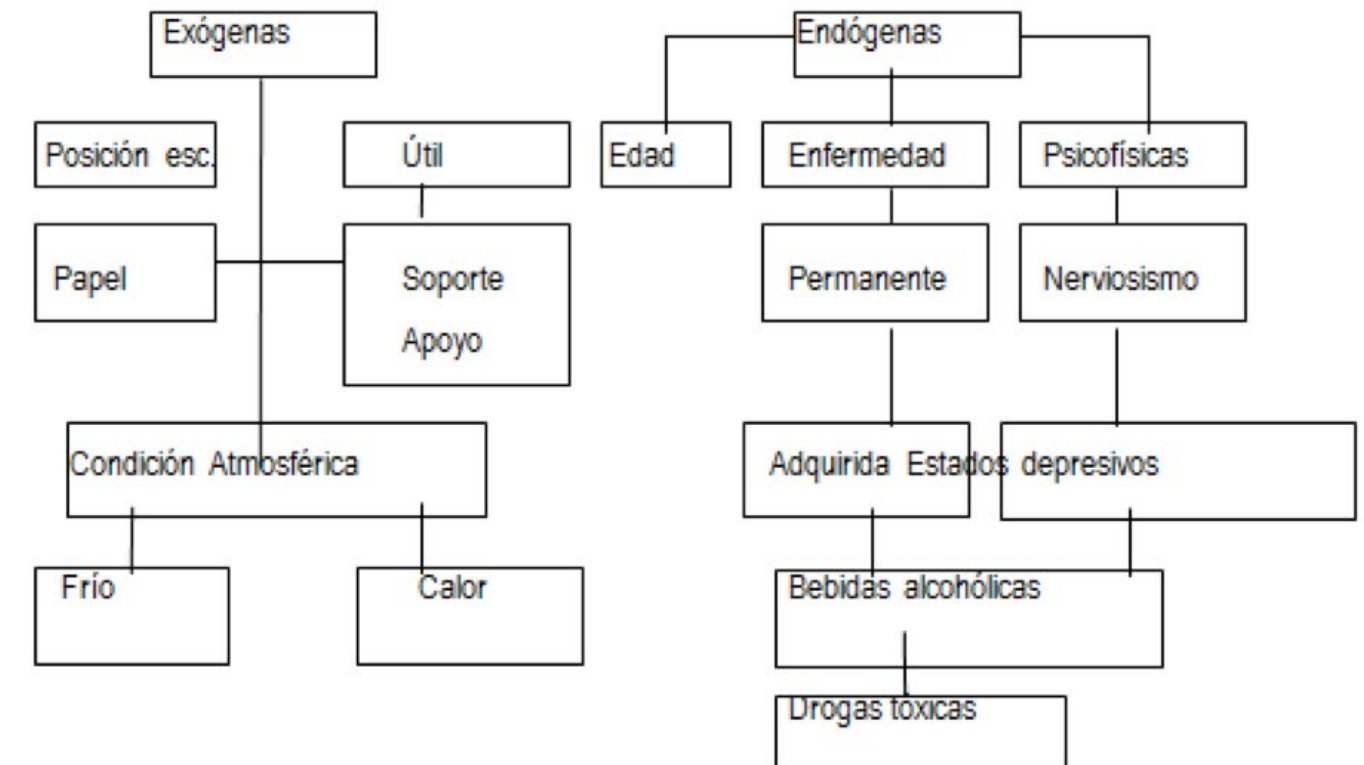 Exógenas
Endógenas
Posición esc.
Útil
Edad
Enfermedad
Psicofísicas
Papel
Soporte
Apoyo
Permanente
Nerviosismo
Condición Atmosférica
Adquirida Estados depresivos
Frío
Calor
Bebidas alcohólicas
Drogas tóxicas